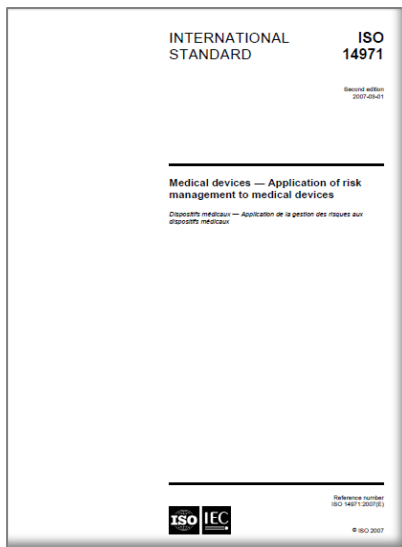 INTERNATIONAL
STANDARD
ISO
14971
Second edition
2007-09-01
Medical devices — Application of risk
management to medical devices
Dispositifs médicaux — Application de la gestion des risques aux
dispositifs médicaux
Reference number
ISO 14971:2007(E)
ISO IEC
© ISO 2007